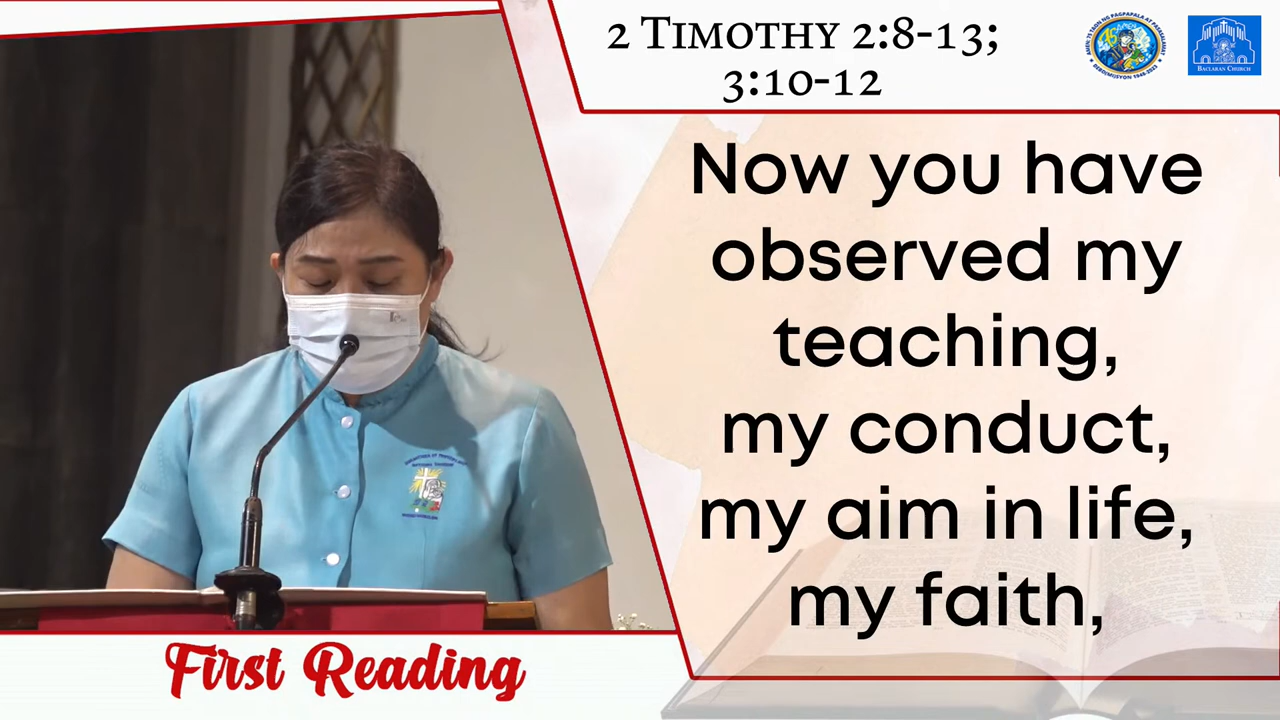 2 Timothy 2:8-13;
3:10-12
BACLARAN CHURCH
Now you have
observed my
teaching,
my conduct,
my aim in life,
my faith,
First Reading